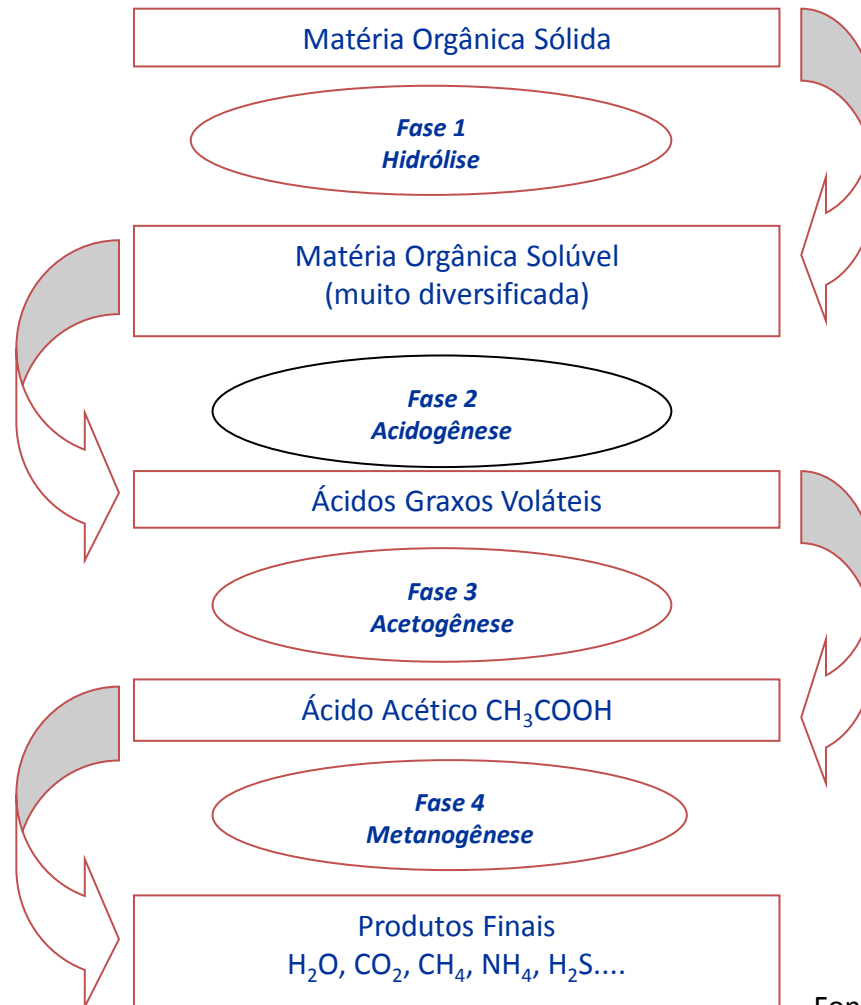 Matéria Orgânica Sólida
Fase 1
Hidrólise
Matéria Orgânica Solúvel
(muito diversificada)
Fase 2
Acidogênese
Ácidos Graxos Voláteis
Fase 3
Acetogênese
Ácido Acético CH₃COOH
Fase 4
Metanogênese
Produtos Finais
H₂O, CO₂, CH₄, NH₄, H₂S....